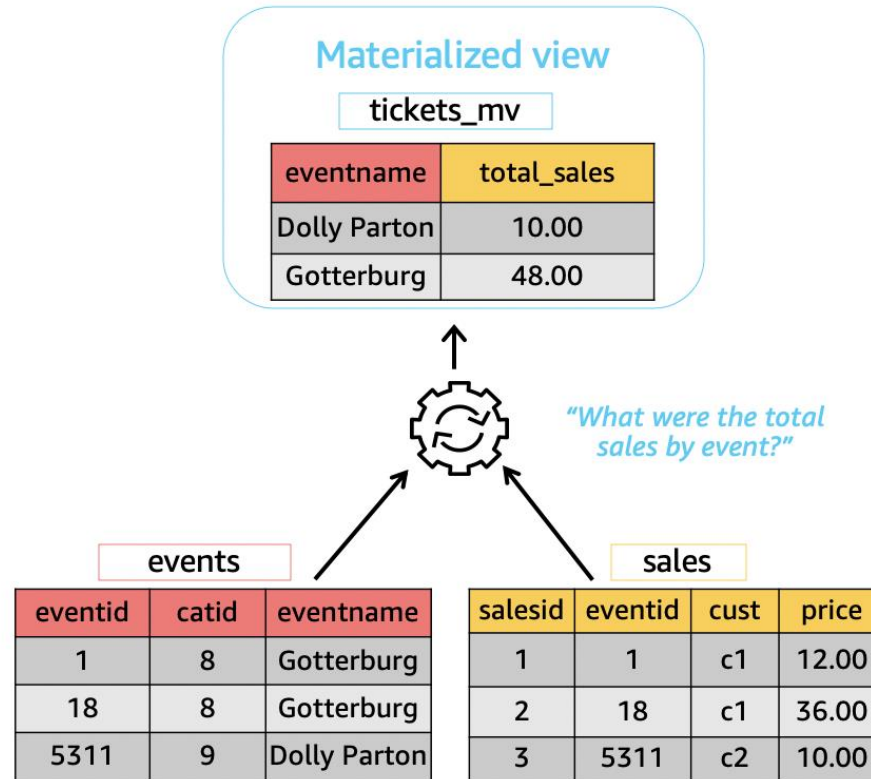 Materialized view
tickets_mv
eventname total_sales
Dolly Parton 10.00
Gotterburg 48.00
“What were the total
sales by event?”
events
eventid catid eventname
1 8 Gotterburg
18 8 Gotterburg
5311 9 Dolly Parton
sales
salesid eventid cust price
1 1 c1 12.00
2 18 c1 36.00
3 5311 c2 10.00